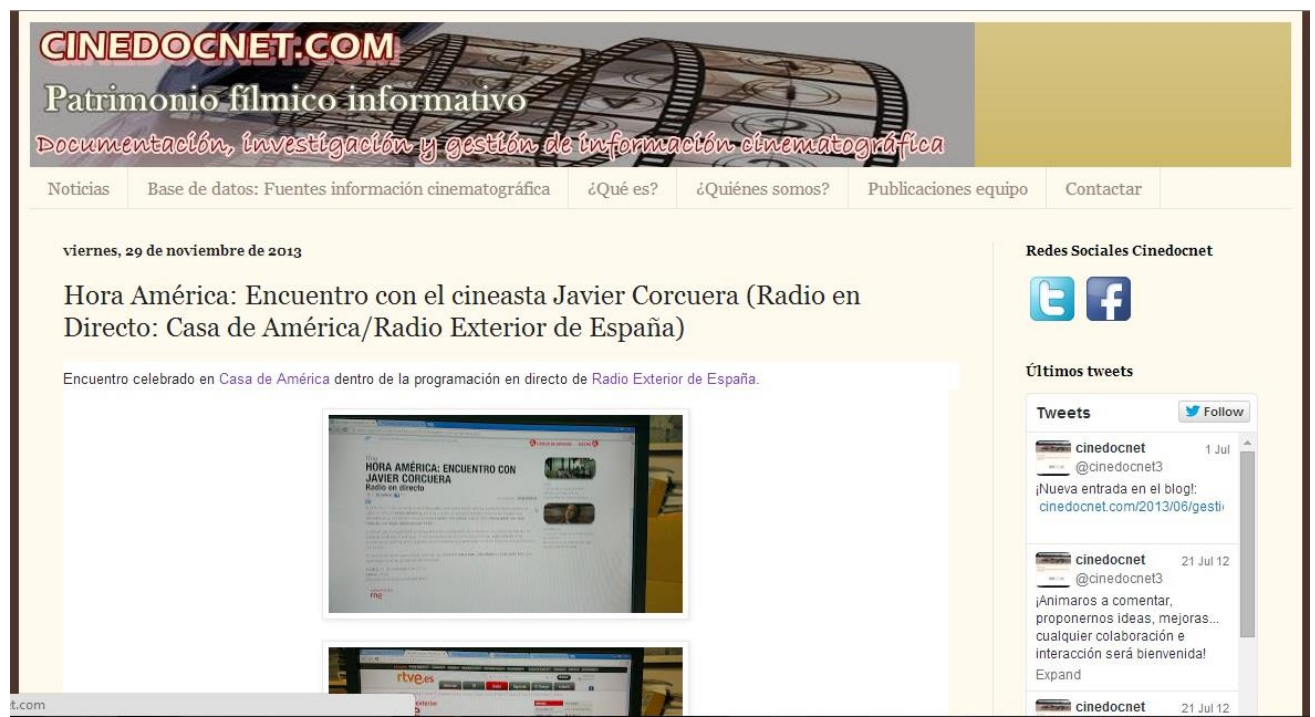 CINEDOCNET.COM
Patrimonio fílmico informativo
Documentación, investigación y gestión de información cinematográfica
Noticias
Base de datos: Fuentes información cinematográfica
¿Qué es?
¿Quiénes somos?
Publicaciones equipo
Contactar
viernes, 29 de noviembre de 2013
Hora América: Encuentro con el cineasta Javier Corcuera (Radio en
Directo: Casa de América/Radio Exterior de España)
Encuentro celebrado en Casa de América dentro de la programación en directo de Radio Exterior de España.
HORA AMÉRICA: ENCUENTRO CON
JAVIER CORCUERA
Radio en directo
rne
rtve.es
et.com
Redes Sociales Cinedocnet
Últimos tweets
Tweets
Follow
cinedocnet
1 Jul
@cinedocnet3
¡Nueva entrada en el blog!:
cinedocnet.com/2013/06/gesti
cinedocnet
21 Jul 12
@cinedocnet3
¡Animaros a comentar,
proponernos ideas, mejoras...
cualquier colaboración e
interacción será bienvenida!
Expand
cinedocnet
21 Jul 12